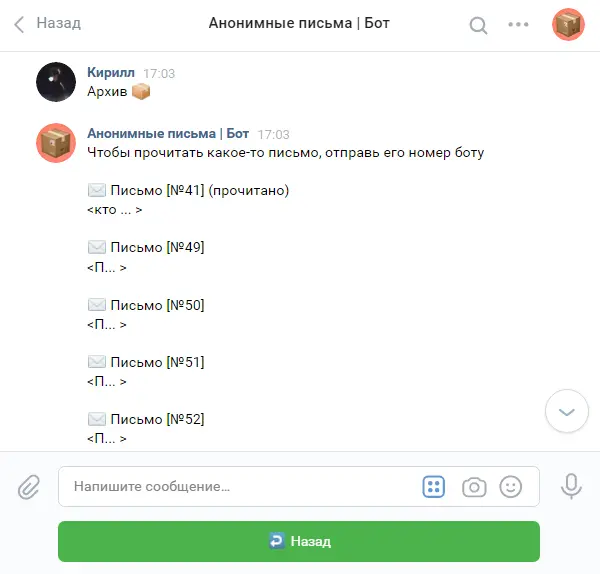 Назад
Анонимные письма | Бот
Кирилл 17:03
Архив
Анонимные письма | Бот 17:03
Чтобы прочитать какое-то письмо, отправь его номер боту
Письмо [№41] (прочитано)
<кто ... >
Письмо [№49]
<П... >
Письмо [№50]
<П... >
Письмо [№51]
<П... >
Письмо [№52]
<П... >
Напишите сообщение...
Назад